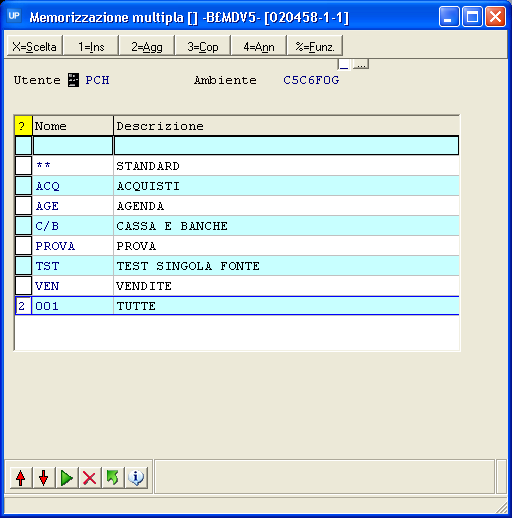 UP Memorizzazione multipla [] -B£MDV5- [020458-1-1]
X=Scelta 1=Ins 2=Agg 3=Cop 4=Ann %=Funz.
_ ...
Utente PCH Ambiente C5C6F0G
? Nome Descrizione
** STANDARD
ACQ ACQUISTI
AGE AGENDA
C/B CASSA E BANCHE
PROVA PROVA
TST TEST SINGOLA FONTE
VEN VENDITE
2 001 TUTTE